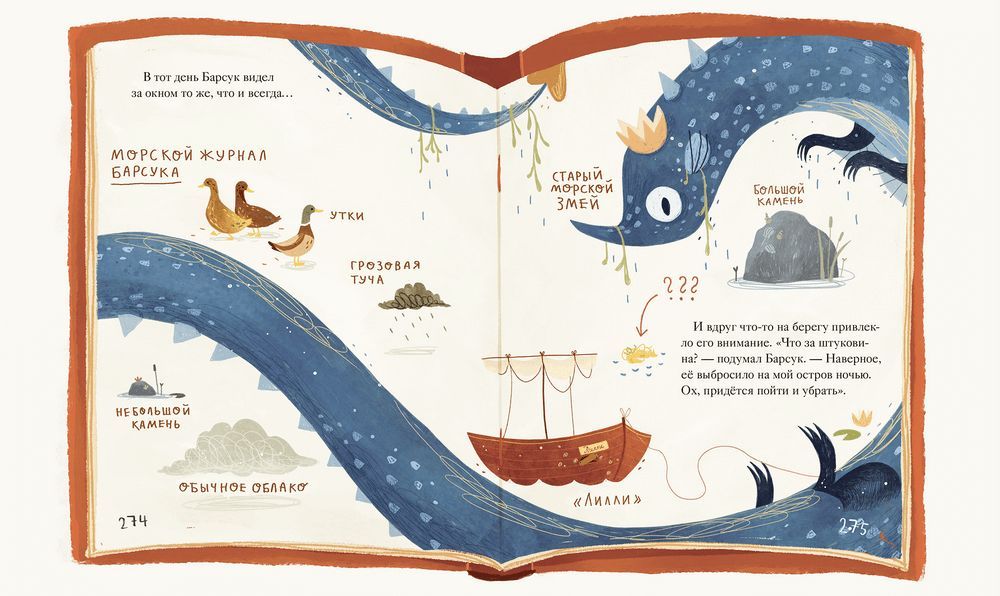 В тот день Барсук видел
за окном то же, что и всегда…
МОРСКОЙ ЖУРНАЛ
БАРСУКА
УТКИ
ГРОЗОВАЯ
ТУЧА
НЕБОЛЬШОЙ
КАМЕНЬ
ОБЫЧНОЕ ОБЛАКО
274
СТАРЫЙ
МОРСКОЙ
ЗМЕЙ
БОЛЬШОЙ
КАМЕНЬ
???
И вдруг что-то на берегу привлек-
ло его внимание. «Что за штукови-
на? — подумал Барсук. — Наверное,
её выбросило на мой остров ночью.
Ох, придётся пойти и убрать».
Лилли
«ЛИЛЛИ»
275